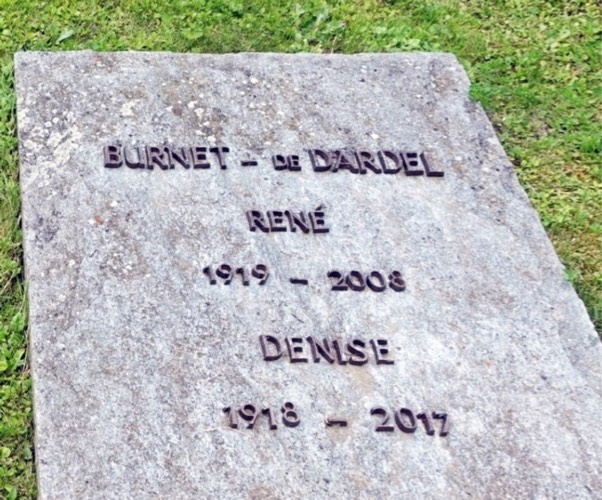 BURNET – DE DARDEL
RENÉ
1919 – 2008
DENISE
1918 – 2017